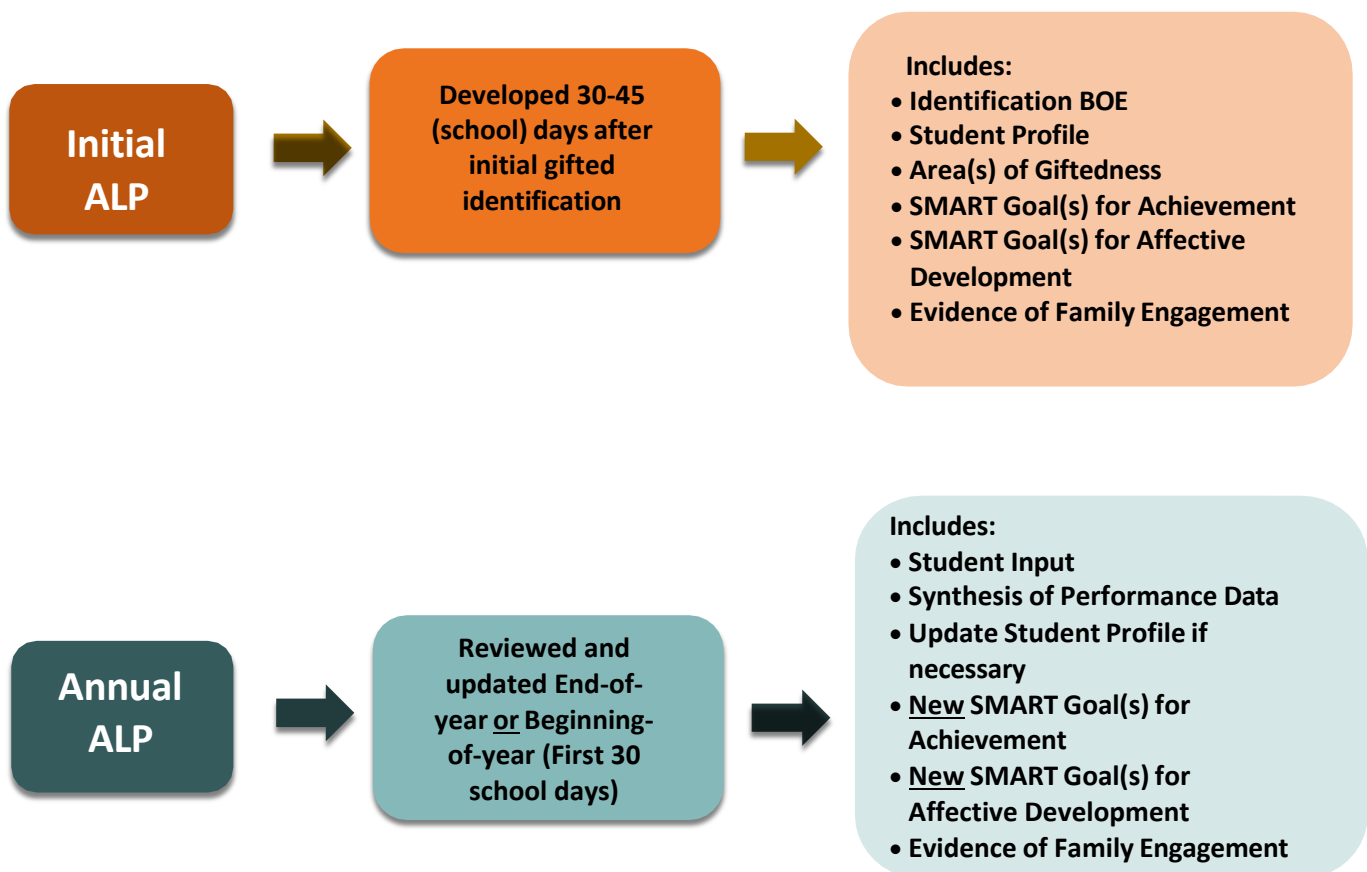 Initial
ALP
Developed 30-45
(school) days after
initial gifted
identification
Includes:
• Identification BOE
• Student Profile
• Area(s) of Giftedness
• SMART Goal(s) for Achievement
• SMART Goal(s) for Affective
Development
• Evidence of Family Engagement
Annual
ALP
Reviewed and
updated End-of-
year or Beginning-
of-year (First 30
school days)
Includes:
• Student Input
• Synthesis of Performance Data
• Update Student Profile if
necessary
• New SMART Goal(s) for
Achievement
• New SMART Goal(s) for
Affective Development
• Evidence of Family Engagement